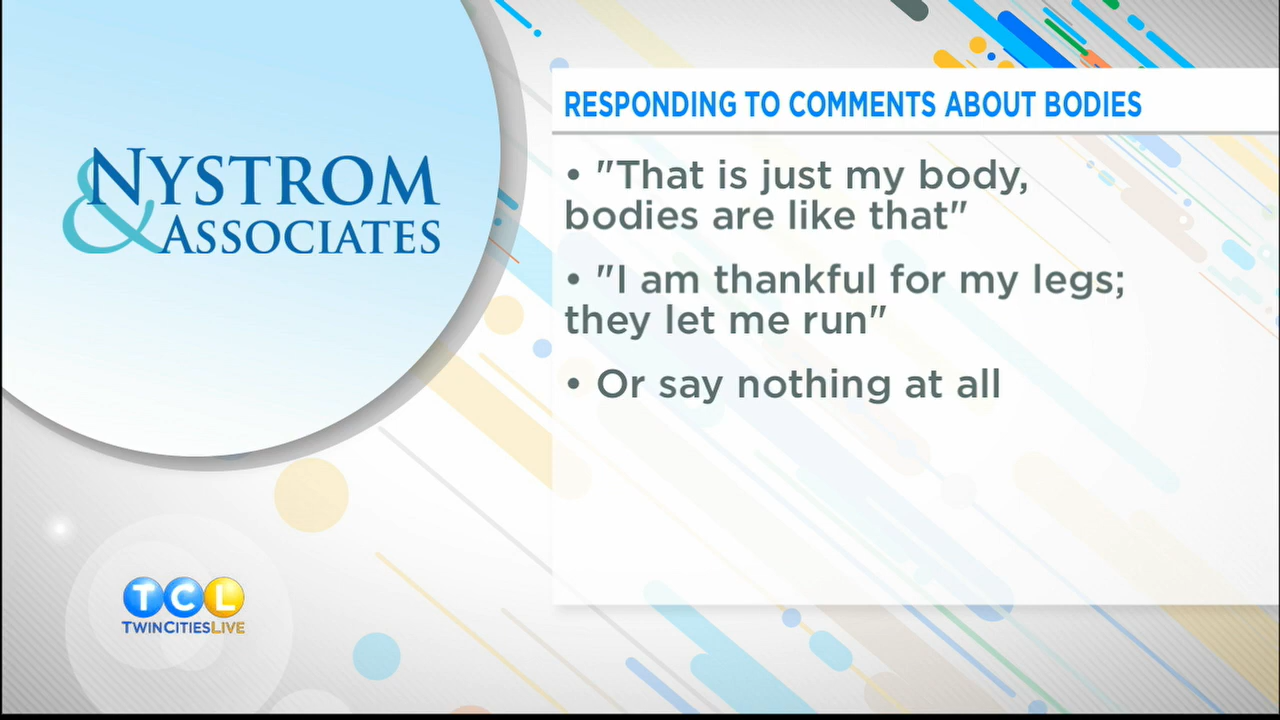 NYSTROM
& ASSOCIATES
RESPONDING TO COMMENTS ABOUT BODIES
• "That is just my body,
bodies are like that"
• "I am thankful for my legs;
they let me run"
• Or say nothing at all
TCL
TWINCITIESLIVE